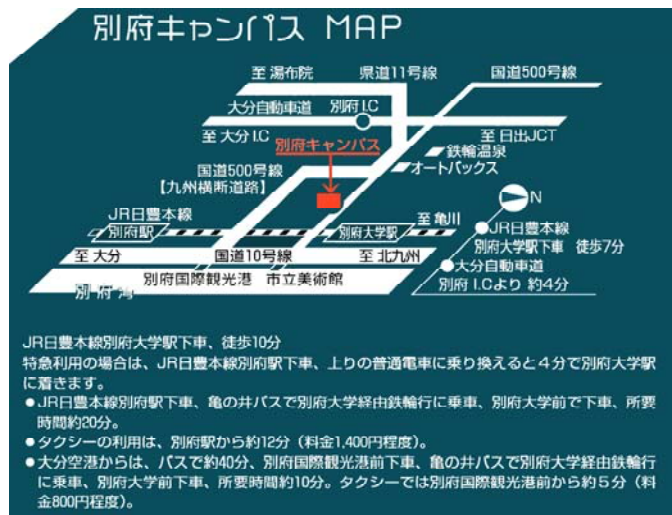 別府キャンパス MAP
至 湯布院
県道11号線
国道500号線
大分自動車道
別府 I.C
至 大分 I.C
至 日出JCT
別府キャンパス
鉄輪温泉
オートバックス
国道500号線
【九州横断道路】
N
JR日豊本線
別府駅
別府大学駅
至 亀川
●JR日豊本線
別府大学駅下車 徒歩7分
至 大分
国道10号線
至 北九州
●大分自動車道
別府 I.Cより 約4分
別府国際観光港
市立美術館
別府湾
JR日豊本線別府大学駅下車、徒歩10分
特急利用の場合は、JR日豊本線別府駅下車、上りの普通電車に乗り換えると４分で別府大学駅
に着きます。
●JR日豊本線別府駅下車、亀の井バスで別府大学経由鉄輪行に乗車、別府大学前で下車、所要
時間約20分。
●タクシーの利用は、別府駅から約12分（料金1,400円程度）。
●大分空港からは、バスで約40分、別府国際観光港前下車、亀の井バスで別府大学経由鉄輪行
に乗車、別府大学前下車、所要時間約10分。タクシーでは別府国際観光港前から約５分（料
金800円程度）。